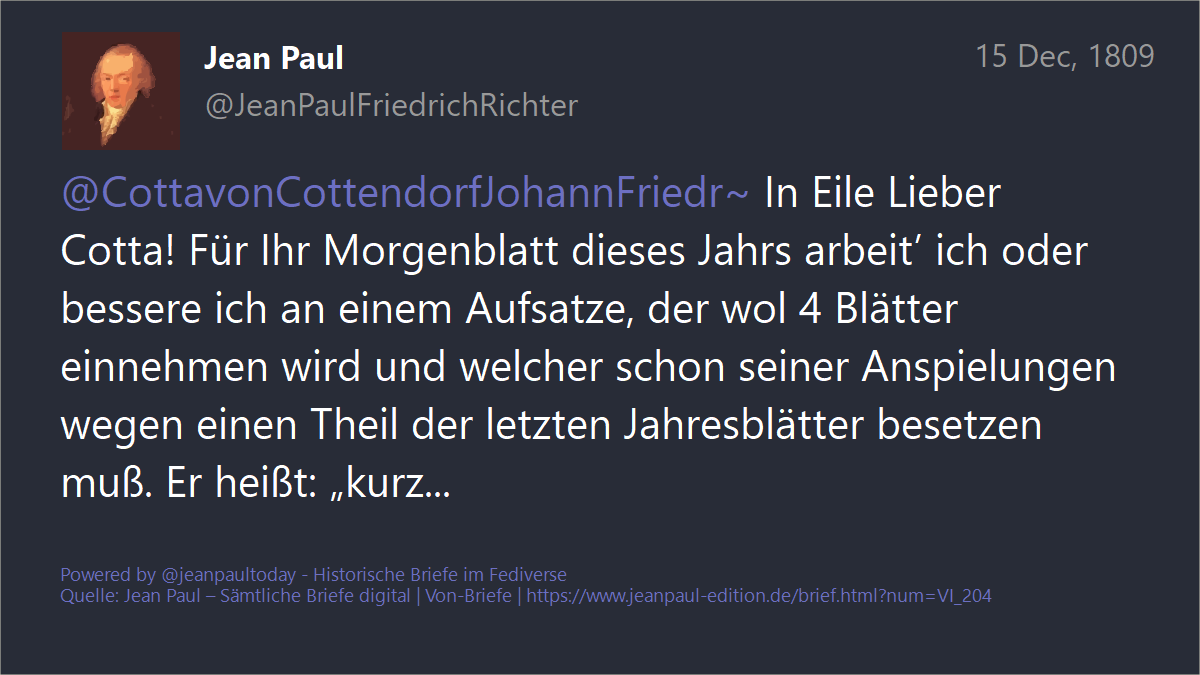 Jean Paul
15 Dec, 1809
@JeanPaulFriedrichRichter
@CottavonCottendorfJohannFriedr~ In Eile Lieber
Cotta! Für Ihr Morgenblatt dieses Jahrs arbeit’ ich oder
bessere ich an einem Aufsatze, der wol 4 Blätter
einnehmen wird und welcher schon seiner Anspielungen
wegen einen Theil der letzten Jahresblätter besetzen
muß. Er heißt: „kurz...
Powered by @jeanpaultoday - Historische Briefe im Fediverse
Quelle: Jean Paul – Sämtliche Briefe digital | Von-Briefe | https://www.jeanpaul-edition.de/brief.html?num=VI_204